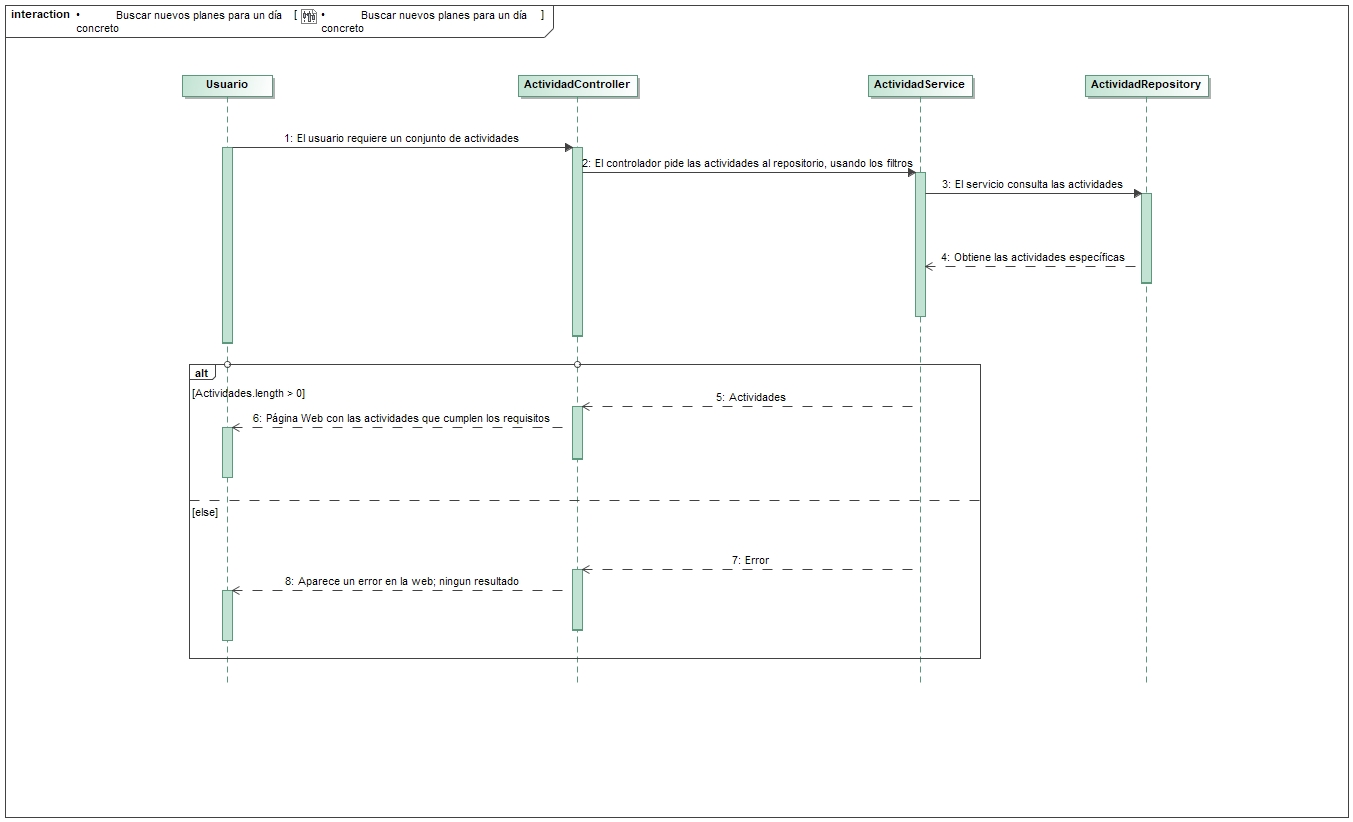 interaction • Buscar nuevos planes para un día [ • Buscar nuevos planes para un día ]
concreto concreto
Usuario ActividadController ActividadService ActividadRepository
1: El usuario requiere un conjunto de actividades
2: El controlador pide las actividades al repositorio, usando los filtros
3: El servicio consulta las actividades
4: Obtiene las actividades específicas
alt
[Actividades.length > 0]
5: Actividades
6: Página Web con las actividades que cumplen los requisitos
[else]
7: Error
8: Aparece un error en la web; ningun resultado